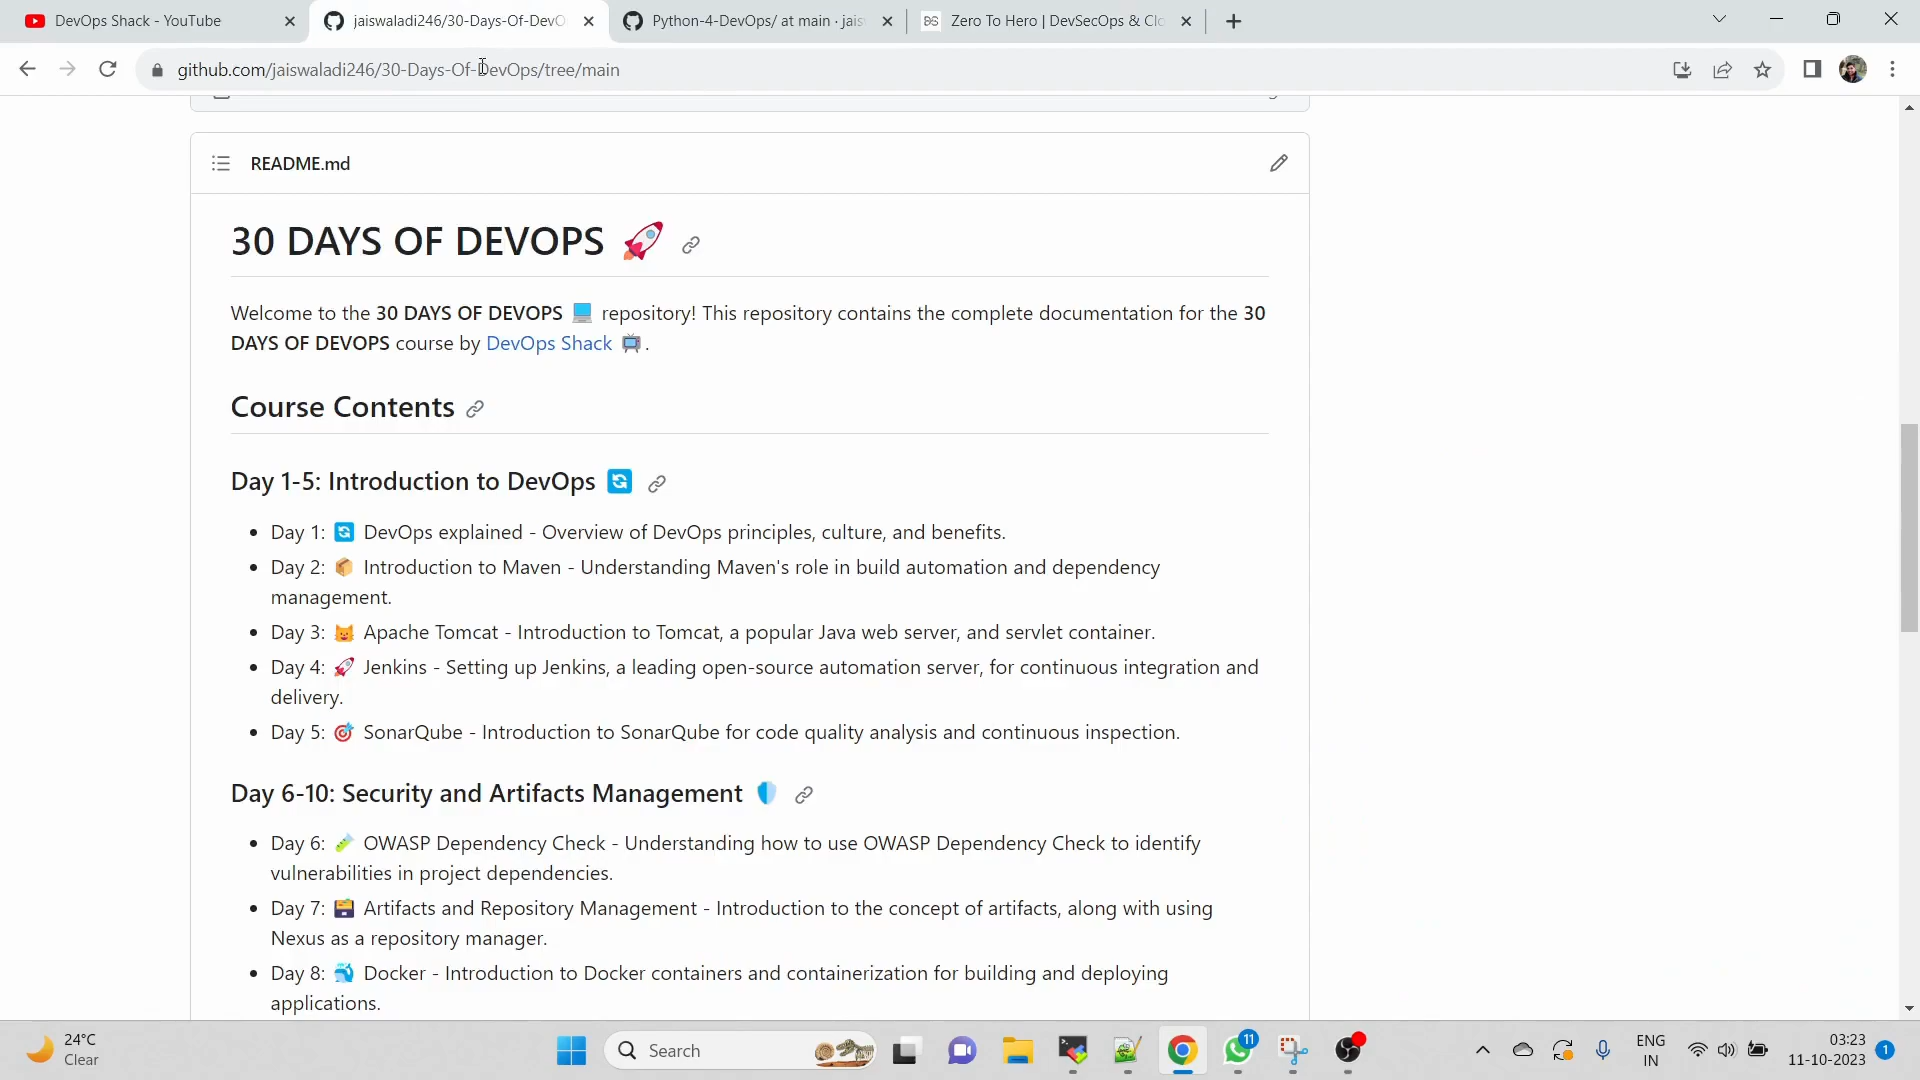 DevOps Shack - YouTube
jaiswaladi246/30-Days-Of-DevO
Python-4-DevOps/ at main · jais
Zero To Hero | DevSecOps & Clo
github.com/jaiswaladi246/30-Days-Of-DevOps/tree/main
README.md
30 DAYS OF DEVOPS 🚀
Welcome to the 30 DAYS OF DEVOPS 💻 repository! This repository contains the complete documentation for the 30
DAYS OF DEVOPS course by DevOps Shack 📺.
Course Contents
Day 1-5: Introduction to DevOps 🔄
• Day 1: 🔄 DevOps explained - Overview of DevOps principles, culture, and benefits.
• Day 2: 📦 Introduction to Maven - Understanding Maven's role in build automation and dependency
management.
• Day 3: 🐱 Apache Tomcat - Introduction to Tomcat, a popular Java web server, and servlet container.
• Day 4: 🚀 Jenkins - Setting up Jenkins, a leading open-source automation server, for continuous integration and
delivery.
• Day 5: 🎯 SonarQube - Introduction to SonarQube for code quality analysis and continuous inspection.
Day 6-10: Security and Artifacts Management 🛡️
• Day 6: 🧪 OWASP Dependency Check - Understanding how to use OWASP Dependency Check to identify
vulnerabilities in project dependencies.
• Day 7: 🗃️ Artifacts and Repository Management - Introduction to the concept of artifacts, along with using
Nexus as a repository manager.
• Day 8: 🐳 Docker - Introduction to Docker containers and containerization for building and deploying
applications.
24°C
Clear
Search
11
ENG
IN
03:23
11-10-2023
1